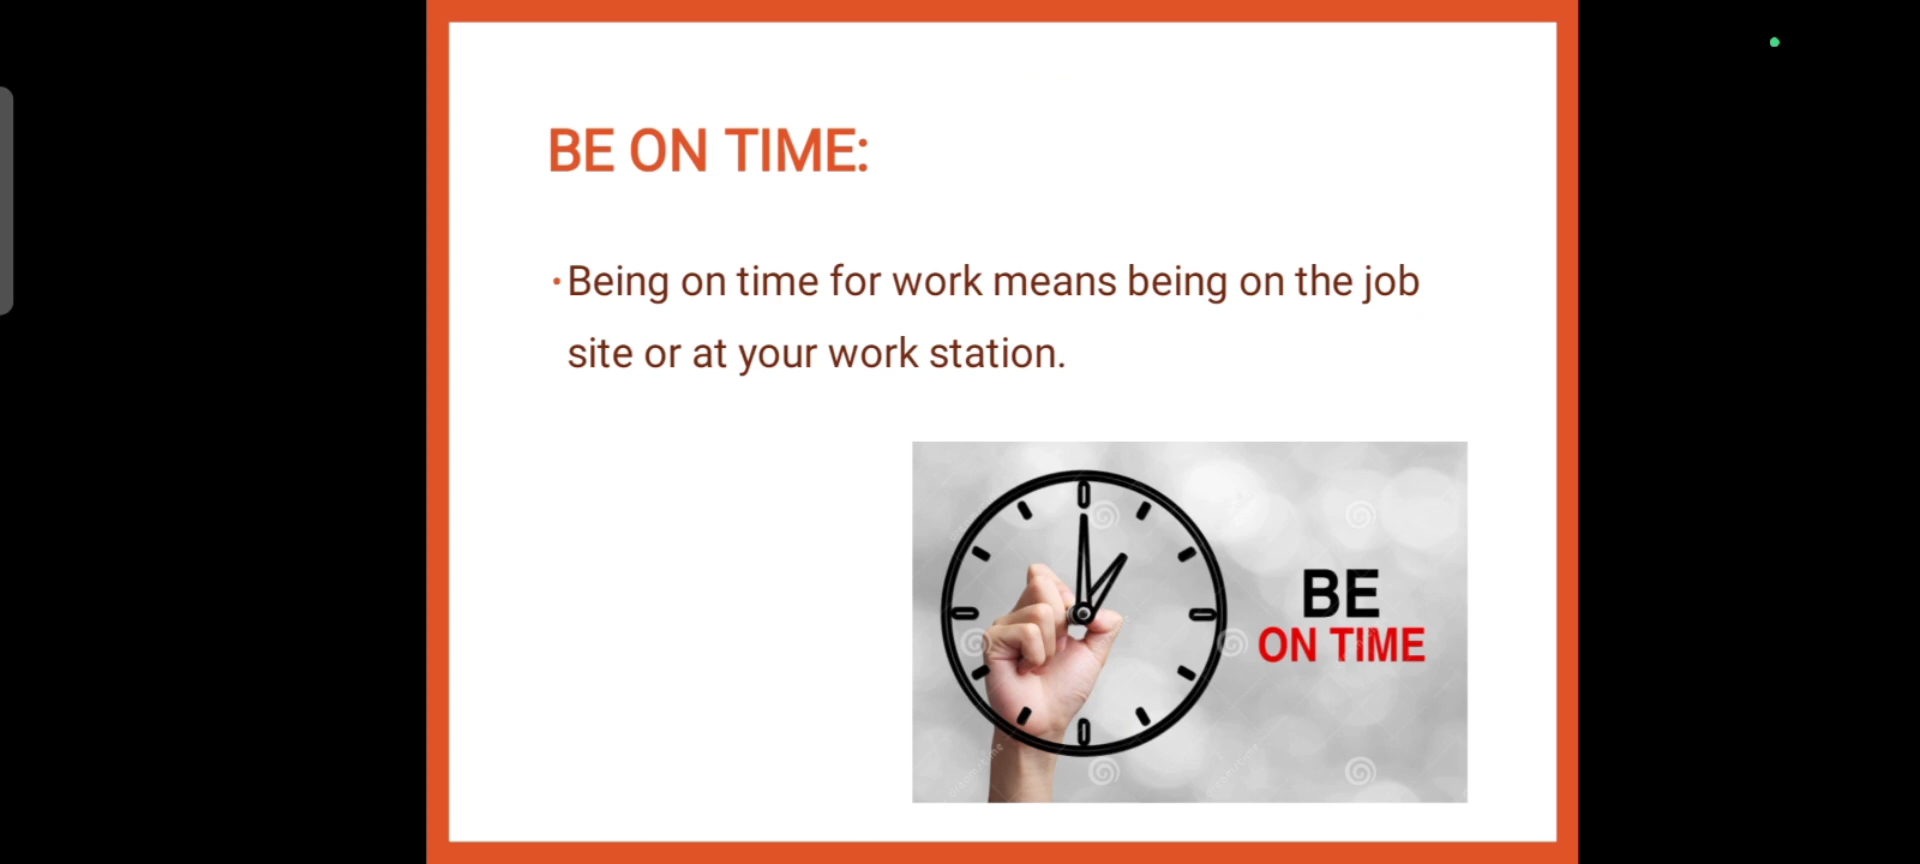 BE ON TIME:
•Being on time for work means being on the job
site or at your work station.
BE
ON TIME